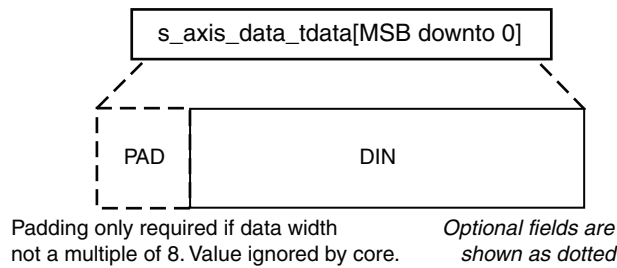 s_axis_data_tdata[MSB downto 0]
PAD
DIN
Padding only required if data width
not a multiple of 8. Value ignored by core.
Optional fields are
shown as dotted